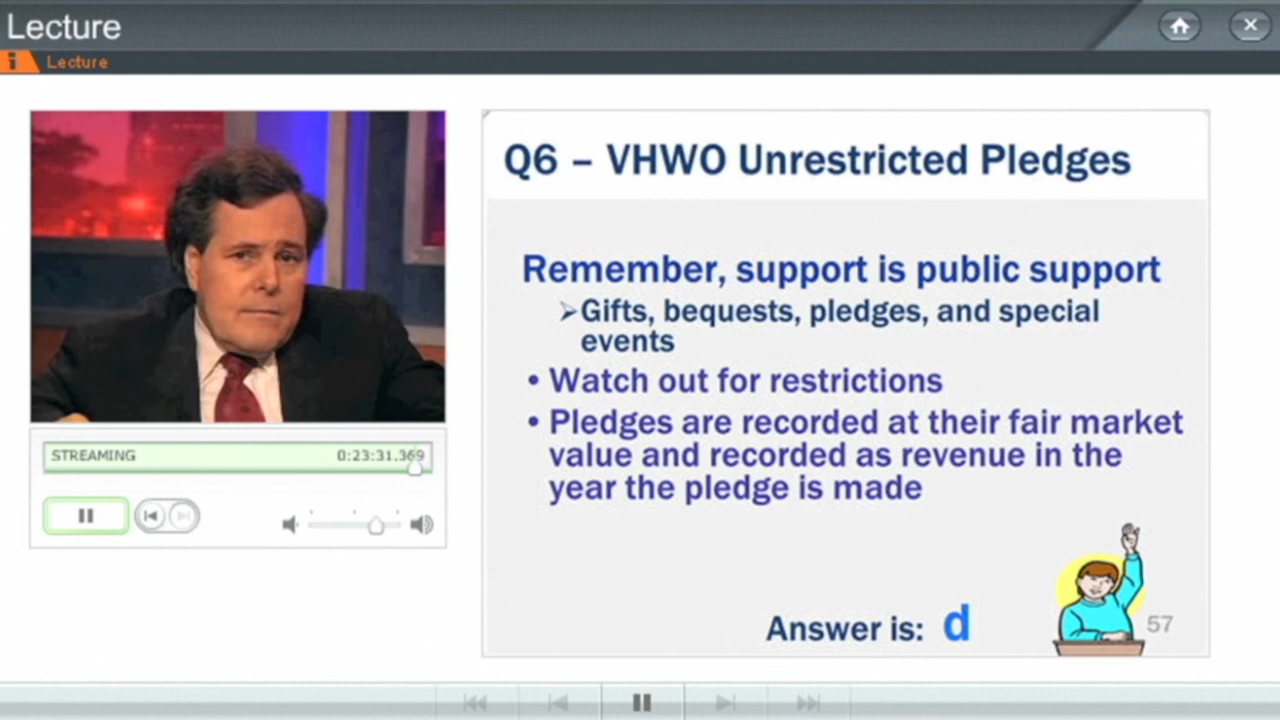 Lecture
i Lecture
Q6 – VHWO Unrestricted Pledges
Remember, support is public support
➢Gifts, bequests, pledges, and special
events
• Watch out for restrictions
• Pledges are recorded at their fair market
value and recorded as revenue in the
year the pledge is made
STREAMING 0:23:31.369
Answer is: d
57